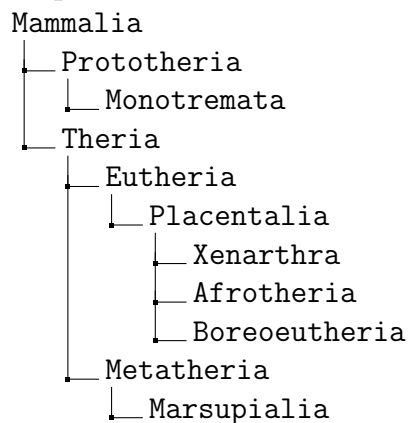 Mammalia
Prototheria
Monotremata
Theria
Eutheria
Placentalia
Xenarthra
Afrotheria
Boreoeutheria
Metatheria
Marsupialia